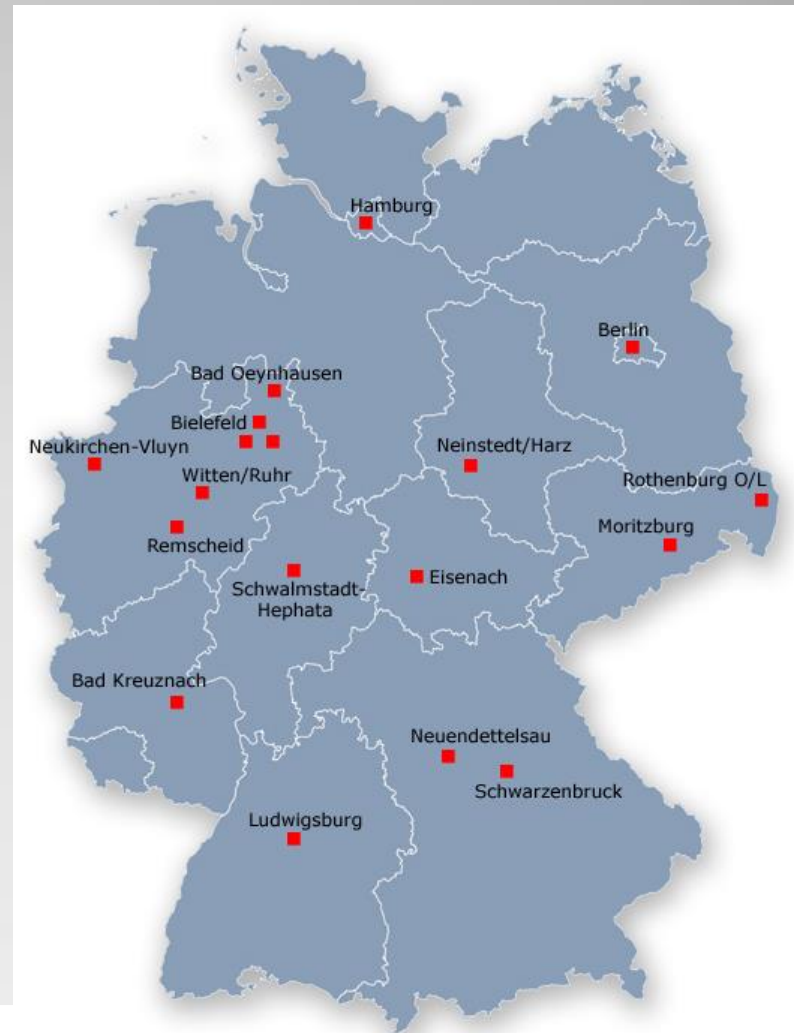 Hamburg
Berlin
Bad Oeynhausen
Bielefeld
Neukirchen-Vluyn
Neinstedt/Harz
Witten/Ruhr
Rothenburg O/L
Moritzburg
Remscheid
Schwalmstadt-
Hephata
Eisenach
Bad Kreuznach
Neuendettelsau
Schwarzenbruck
Ludwigsburg